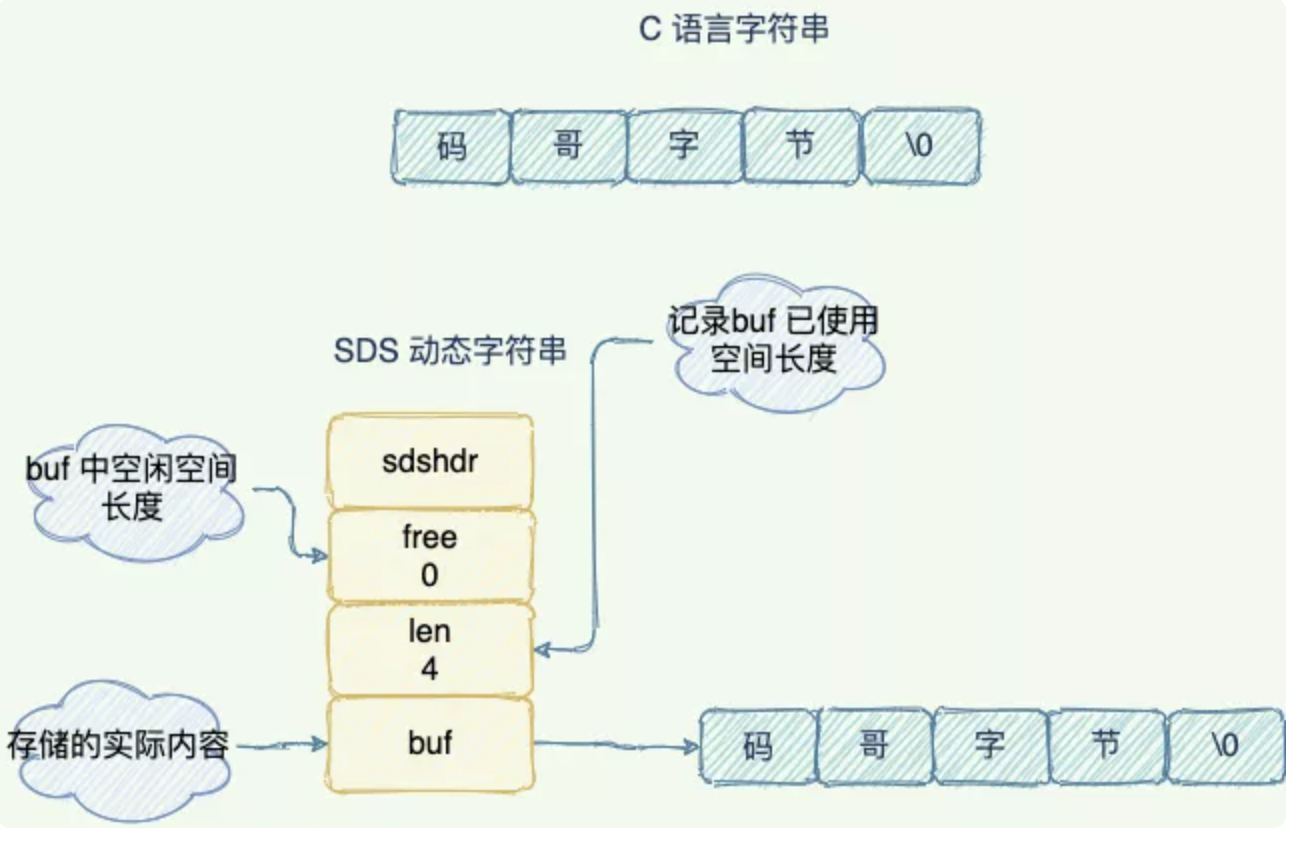 C 语言字符串
码 哥 字 节 \0
记录buf 已使用
空间长度
SDS 动态字符串
buf 中空闲空间
长度
sdshdr
free
0
len
4
存储的实际内容
buf
码 哥 字 节 \0